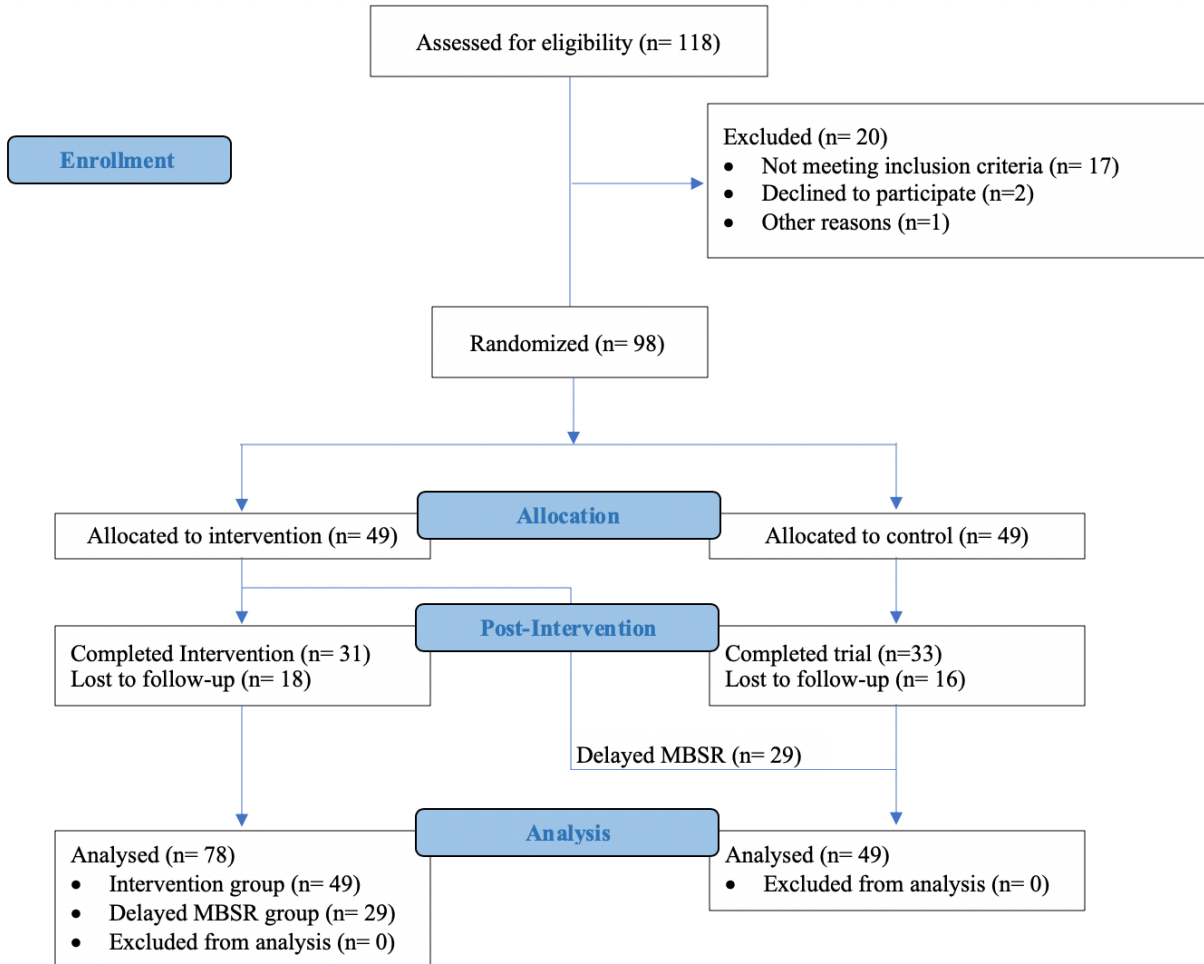 Assessed for eligibility (n= 118)
Enrollment
Excluded (n= 20)
• Not meeting inclusion criteria (n= 17)
• Declined to participate (n=2)
• Other reasons (n=1)
Randomized (n= 98)
Allocation
Allocated to intervention (n= 49)
Allocated to control (n= 49)
Post-Intervention
Completed Intervention (n= 31)
Lost to follow-up (n= 18)
Completed trial (n=33)
Lost to follow-up (n= 16)
Delayed MBSR (n= 29)
Analysis
Analysed (n= 78)
• Intervention group (n= 49)
• Delayed MBSR group (n= 29)
• Excluded from analysis (n= 0)
Analysed (n= 49)
• Excluded from analysis (n= 0)